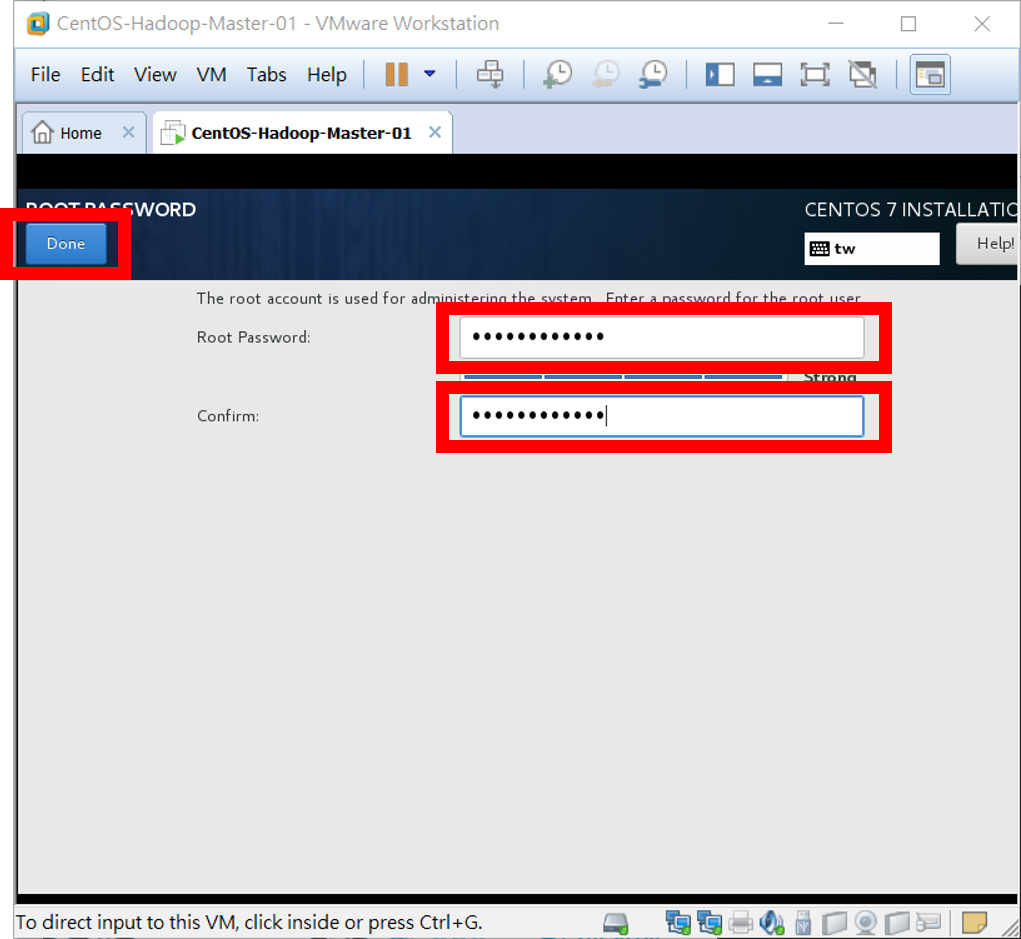 CentOS-Hadoop-Master-01 - VMware Workstation
File Edit View VM Tabs Help
Home CentOS-Hadoop-Master-01
ROOT PASSWORD
CENTOS 7 INSTALLATIO
Done
tw
Help!
The root account is used for administering the system. Enter a password for the root user.
Root Password:
●●●●●●●●●●●●
Strong
Confirm:
●●●●●●●●●●●●
To direct input to this VM, click inside or press Ctrl+G.